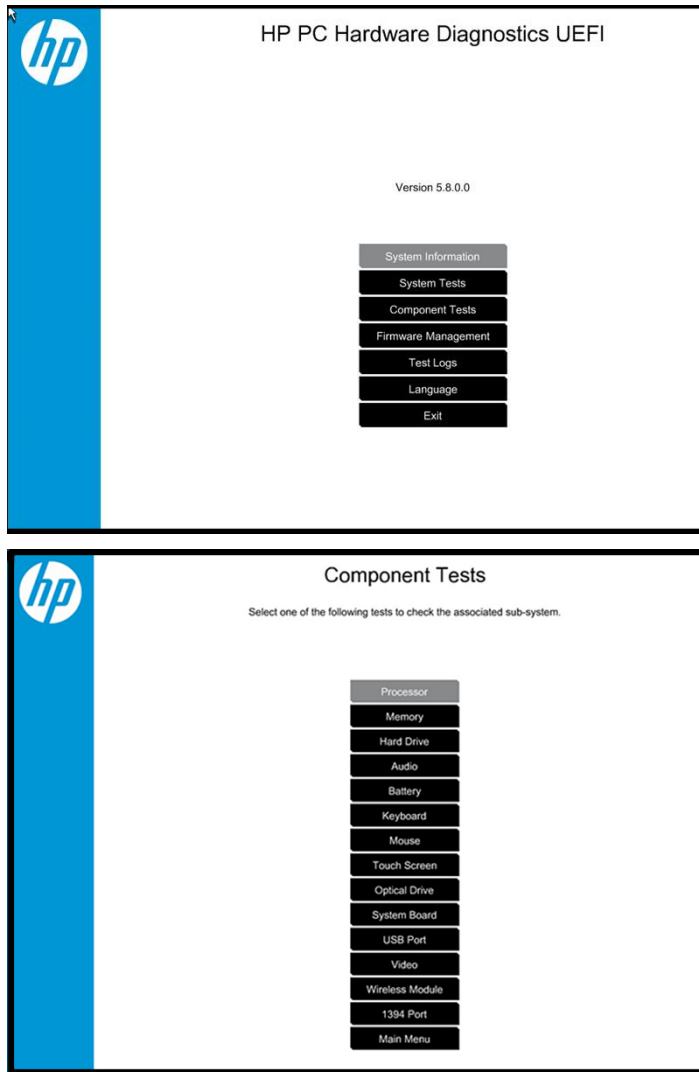 hp
HP PC Hardware Diagnostics UEFI
Version 5.8.0.0
System Information
System Tests
Component Tests
Firmware Management
Test Logs
Language
Exit
hp
Component Tests
Select one of the following tests to check the associated sub-system.
Processor
Memory
Hard Drive
Audio
Battery
Keyboard
Mouse
Touch Screen
Optical Drive
System Board
USB Port
Video
Wireless Module
1394 Port
Main Menu